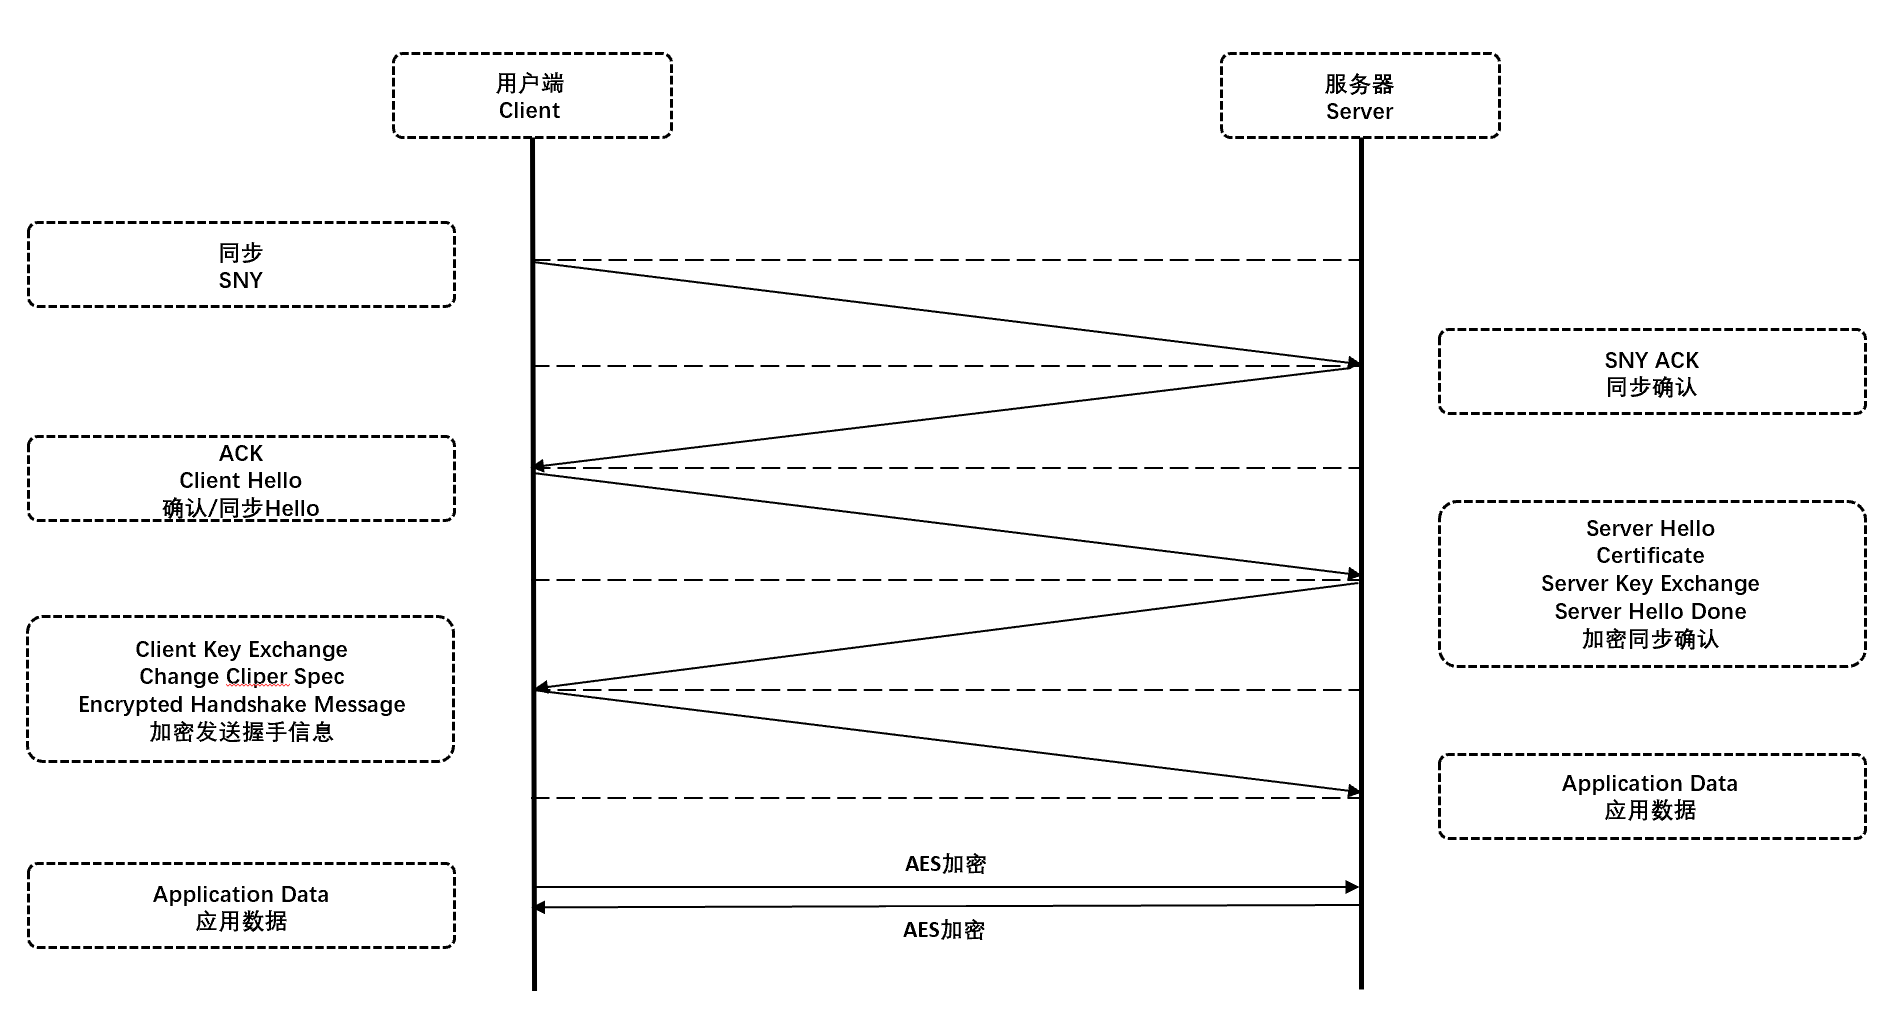 用户端
Client
服务器
Server
同步
SNY
SNY ACK
同步确认
ACK
Client Hello
确认/同步Hello
Server Hello
Certificate
Server Key Exchange
Server Hello Done
加密同步确认
Client Key Exchange
Change Cliper Spec
Encrypted Handshake Message
加密发送握手信息
Application Data
应用数据
AES加密
Application Data
应用数据
AES加密